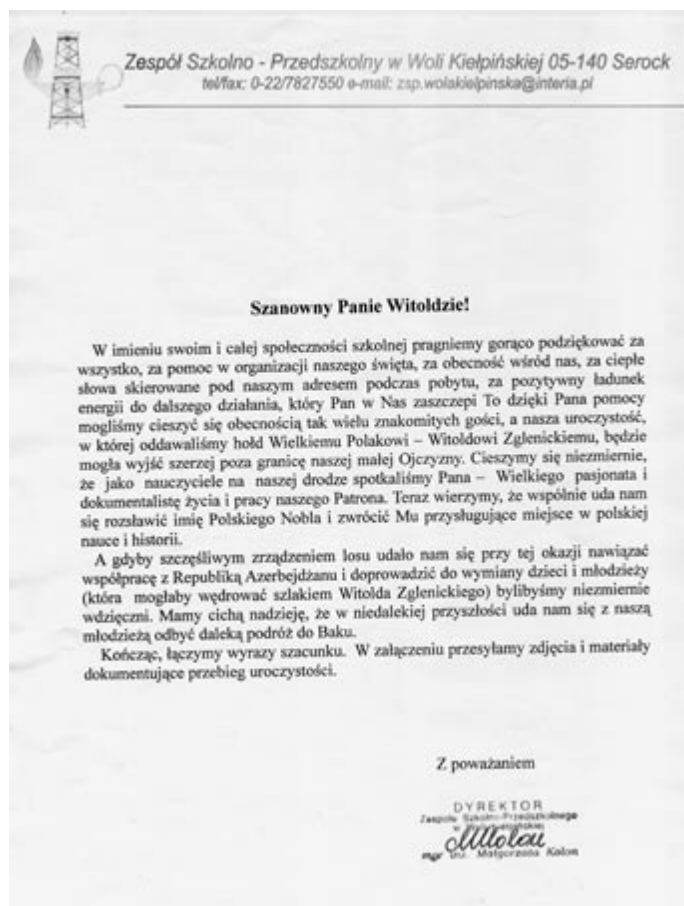 Zespół Szkolno - Przedszkolny w Woli Kiełpińskiej 05-140 Serock
tel/fax: 0-22/7827550 e-mail: zsp.wolakielpinska@interia.pl
Szanowny Panie Witoldzie!
W imieniu swoim i całej społeczności szkolnej pragniemy gorąco podziękować za
wszystko, za pomoc w organizacji naszego święta, za obecność wśród nas, za ciepłe
słowa skierowane pod naszym adresem podczas pobytu, za pozytywny ładunek
energii do dalszego działania, który Pan w Nas zaszczepi To dzięki Pana pomocy
mogliśmy cieszyć się obecnością tak wielu znakomitych gości, a nasza uroczystość,
w której oddawaliśmy hołd Wielkiemu Polakowi – Witoldowi Zglenickiemu, będzie
mogła wyjść szerzej poza granicę naszej małej Ojczyzny. Cieszymy się niezmiernie,
że jako nauczyciele na naszej drodze spotkaliśmy Pana – Wielkiego pasjonata i
dokumentalistę życia i pracy naszego Patrona. Teraz wierzymy, że wspólnie uda nam
się rozsławić imię Polskiego Nobla i zwrócić Mu przysługujące miejsce w polskiej
nauce i historii.
A gdyby szczęśliwym zrządzeniem losu udało nam się przy tej okazji nawiązać
współpracę z Republiką Azerbejdżanu i doprowadzić do wymiany dzieci i młodzieży
(która mogłaby wędrować szlakiem Witolda Zglenickiego) bylibyśmy niezmiernie
wdzięczni. Mamy cichą nadzieję, że w niedalekiej przyszłości uda nam się z naszą
młodzieżą odbyć daleką podróż do Baku.
Kończąc, łączymy wyrazy szacunku. W załączeniu przesyłamy zdjęcia i materiały
dokumentujące przebieg uroczystości.
Z poważaniem
DYREKTOR
Zespołu Szkolno-Przedszkolnego
mgr inż. Małgorzata Kolon